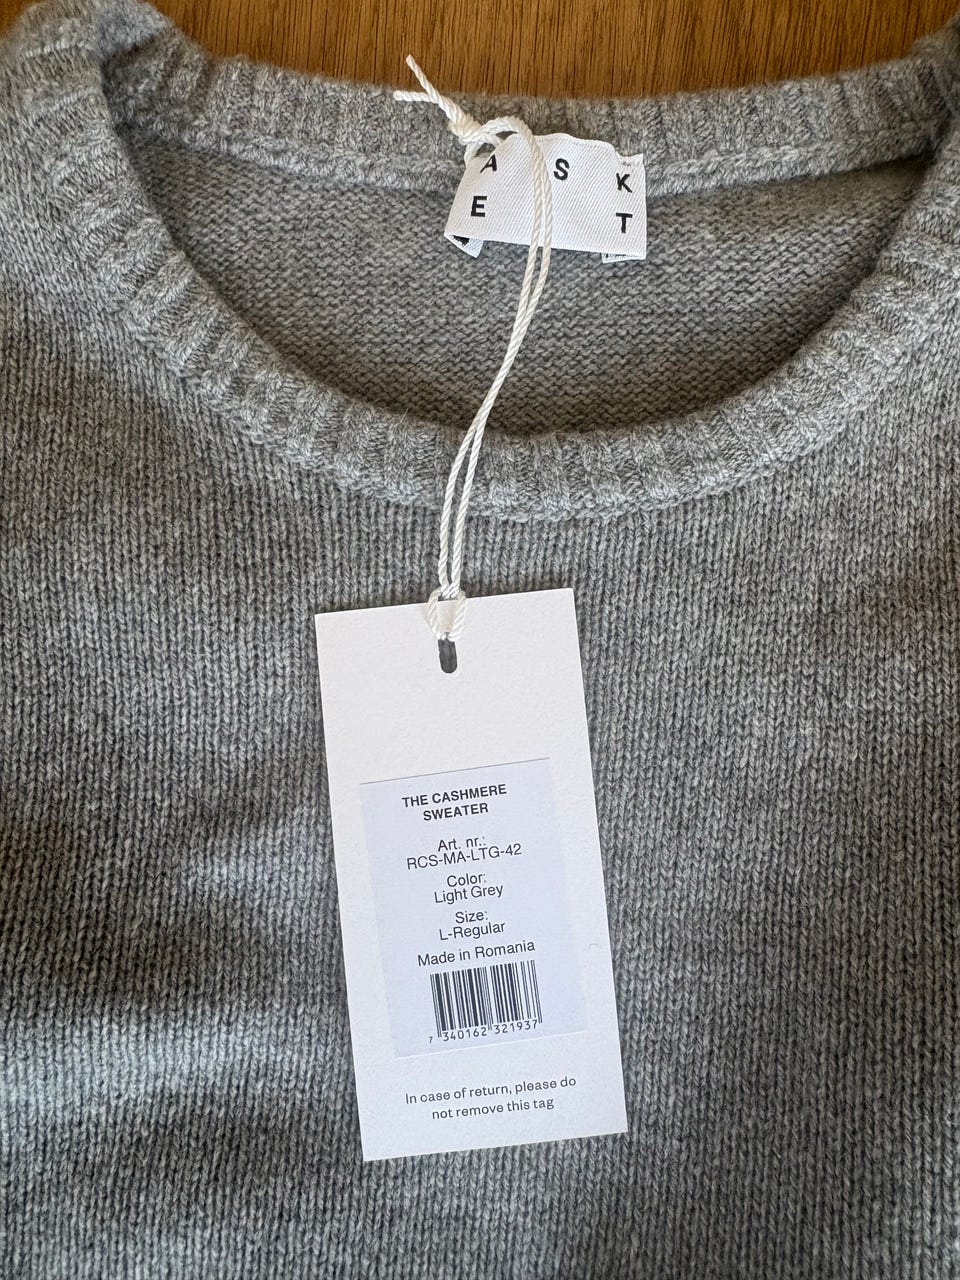 A S K
E T
THE CASHMERE
SWEATER
Art. nr.:
RCS-MA-LTG-42
Color:
Light Grey
Size:
L-Regular
Made in Romania
7 340162 321937
In case of return, please do
not remove this tag